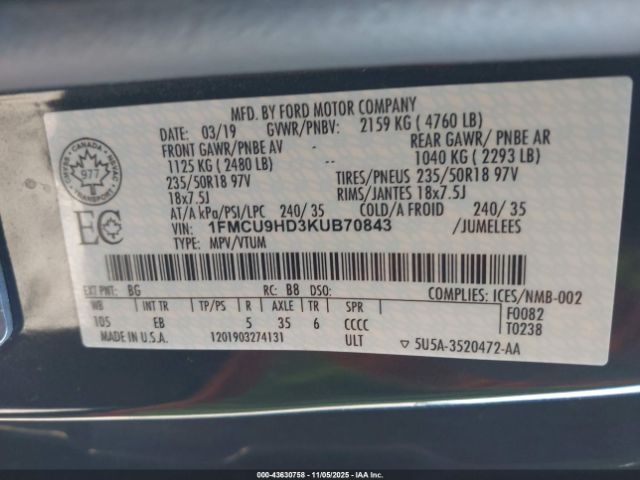 MFD. BY FORD MOTOR COMPANY
DATE: 03/19 GVWR/PNBV: 2159 KG ( 4760 LB)
FRONT GAWR/PNBE AV REAR GAWR/ PNBE AR
1125 KG ( 2480 LB) -- 1040 KG ( 2293 LB)
235/50R18 97V TIRES/PNEUS 235/50R18 97V
18x7.5J RIMS/JANTES 18x7.5J
AT/A kPa/PSI/LPC 240/ 35 COLD/A FROID 240/ 35
VIN: 1FMCU9HD3KUB70843 /JUMELEES
TYPE: MPV/VTUM
CANADA
977
EC
EXT PNT: BG RC: B8 DSO: COMPLIES: ICES/NMB-002
WB INT TR TP/PS R AXLE TR SPR F0082
105 EB 5 35 6 CCCC T0238
MADE IN U.S.A. 1201903274131 ULT ▽ 5U5A-3520472-AA
000-43630758 - 11/05/2025 - IAA, Inc.